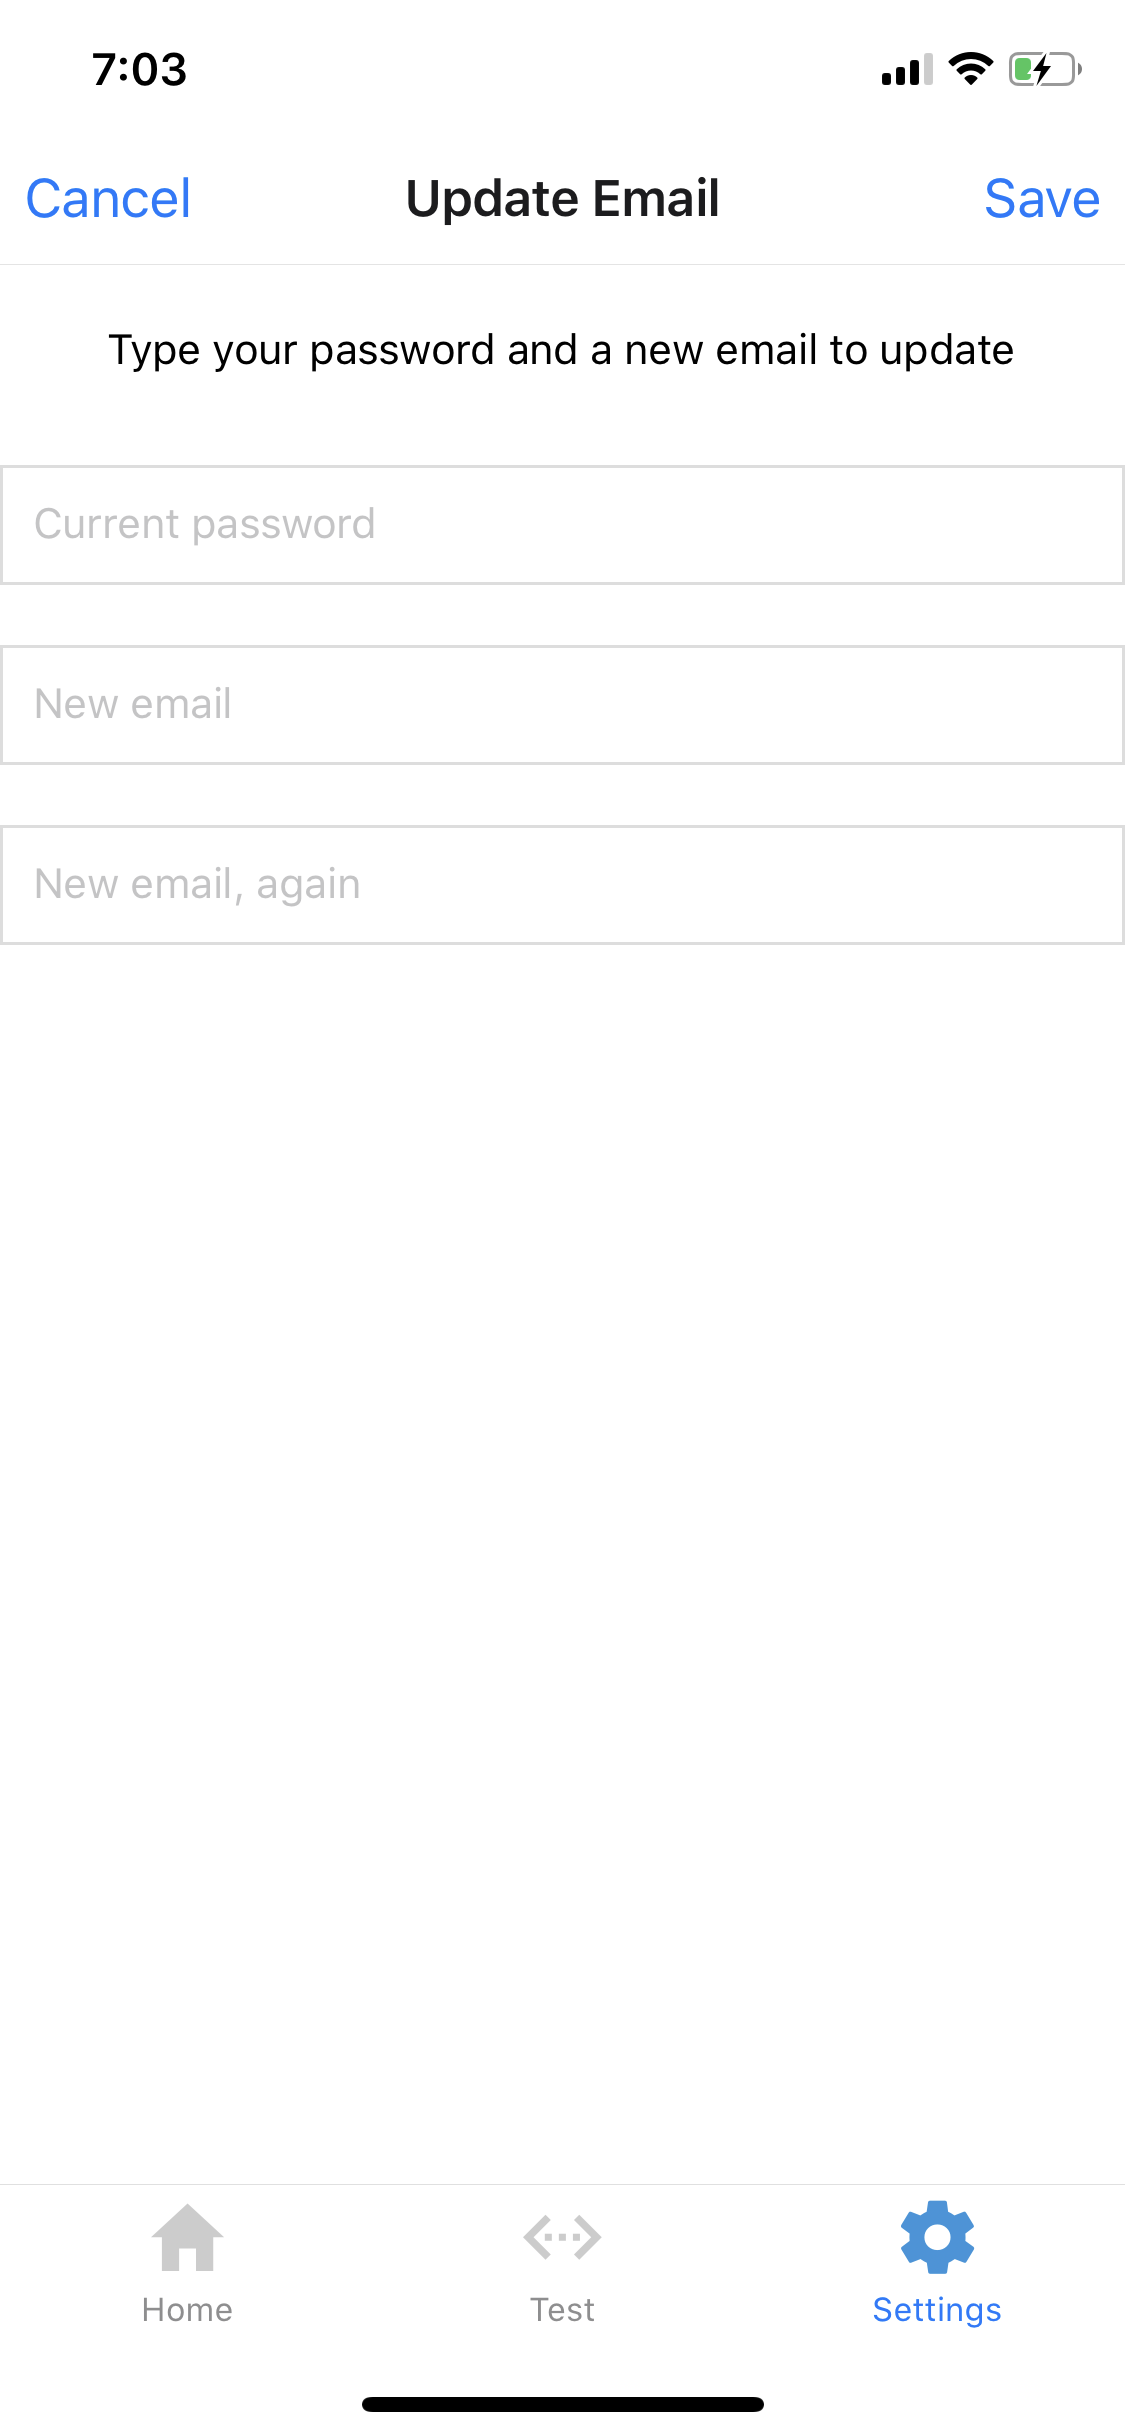 7:03
Cancel
Update Email
Save
Type your password and a new email to update
Current password
New email
New email, again
Home
Test
Settings